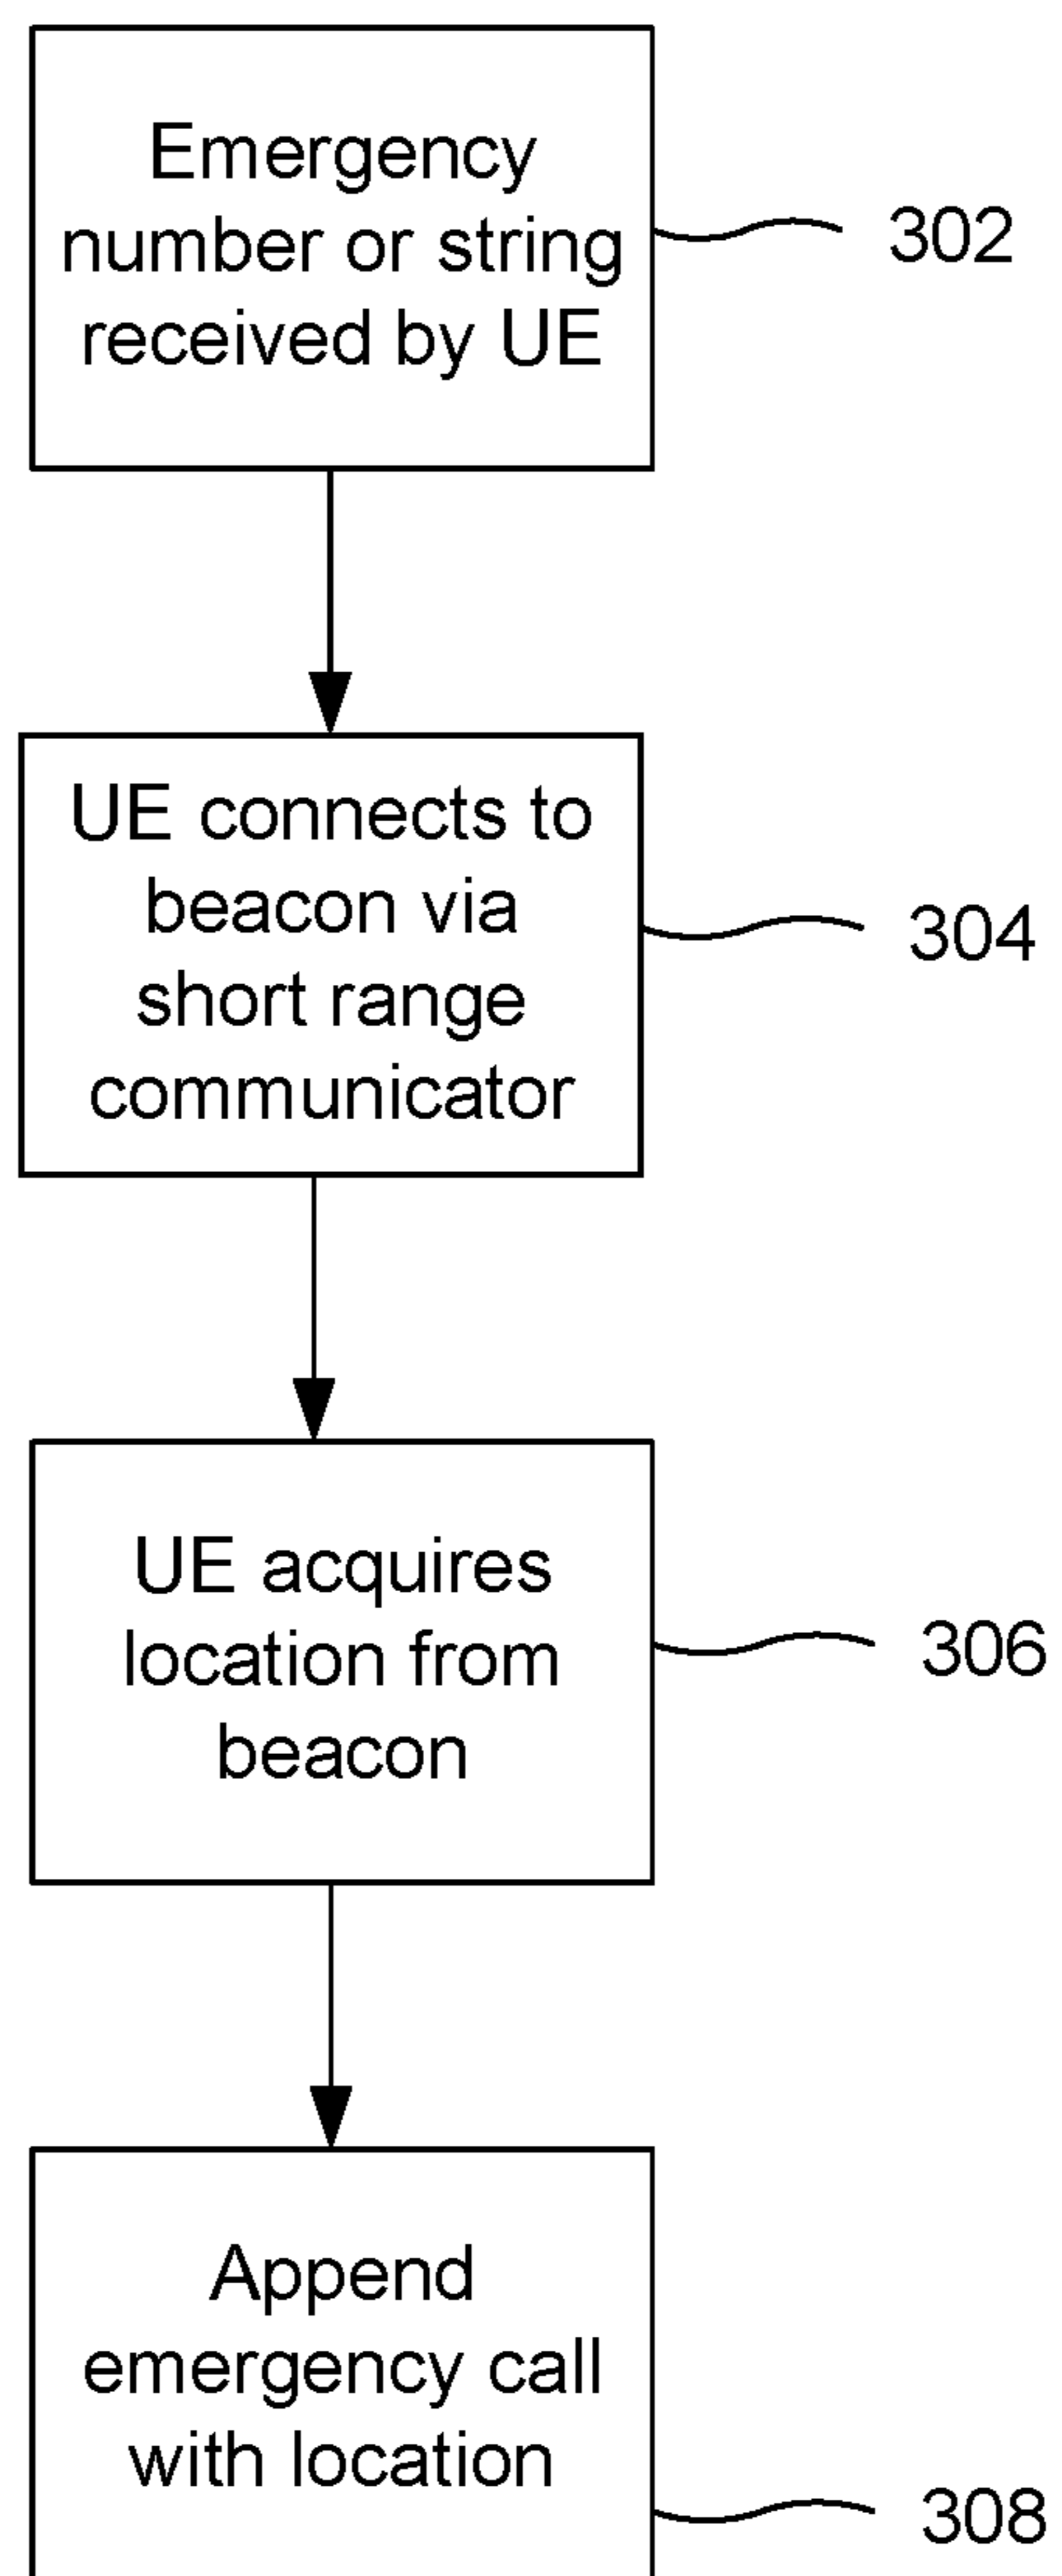 Emergency
number or string
received by UE
302
UE connects to
beacon via
short range
communicator
304
UE acquires
location from
beacon
306
Append
emergency call
with location
308